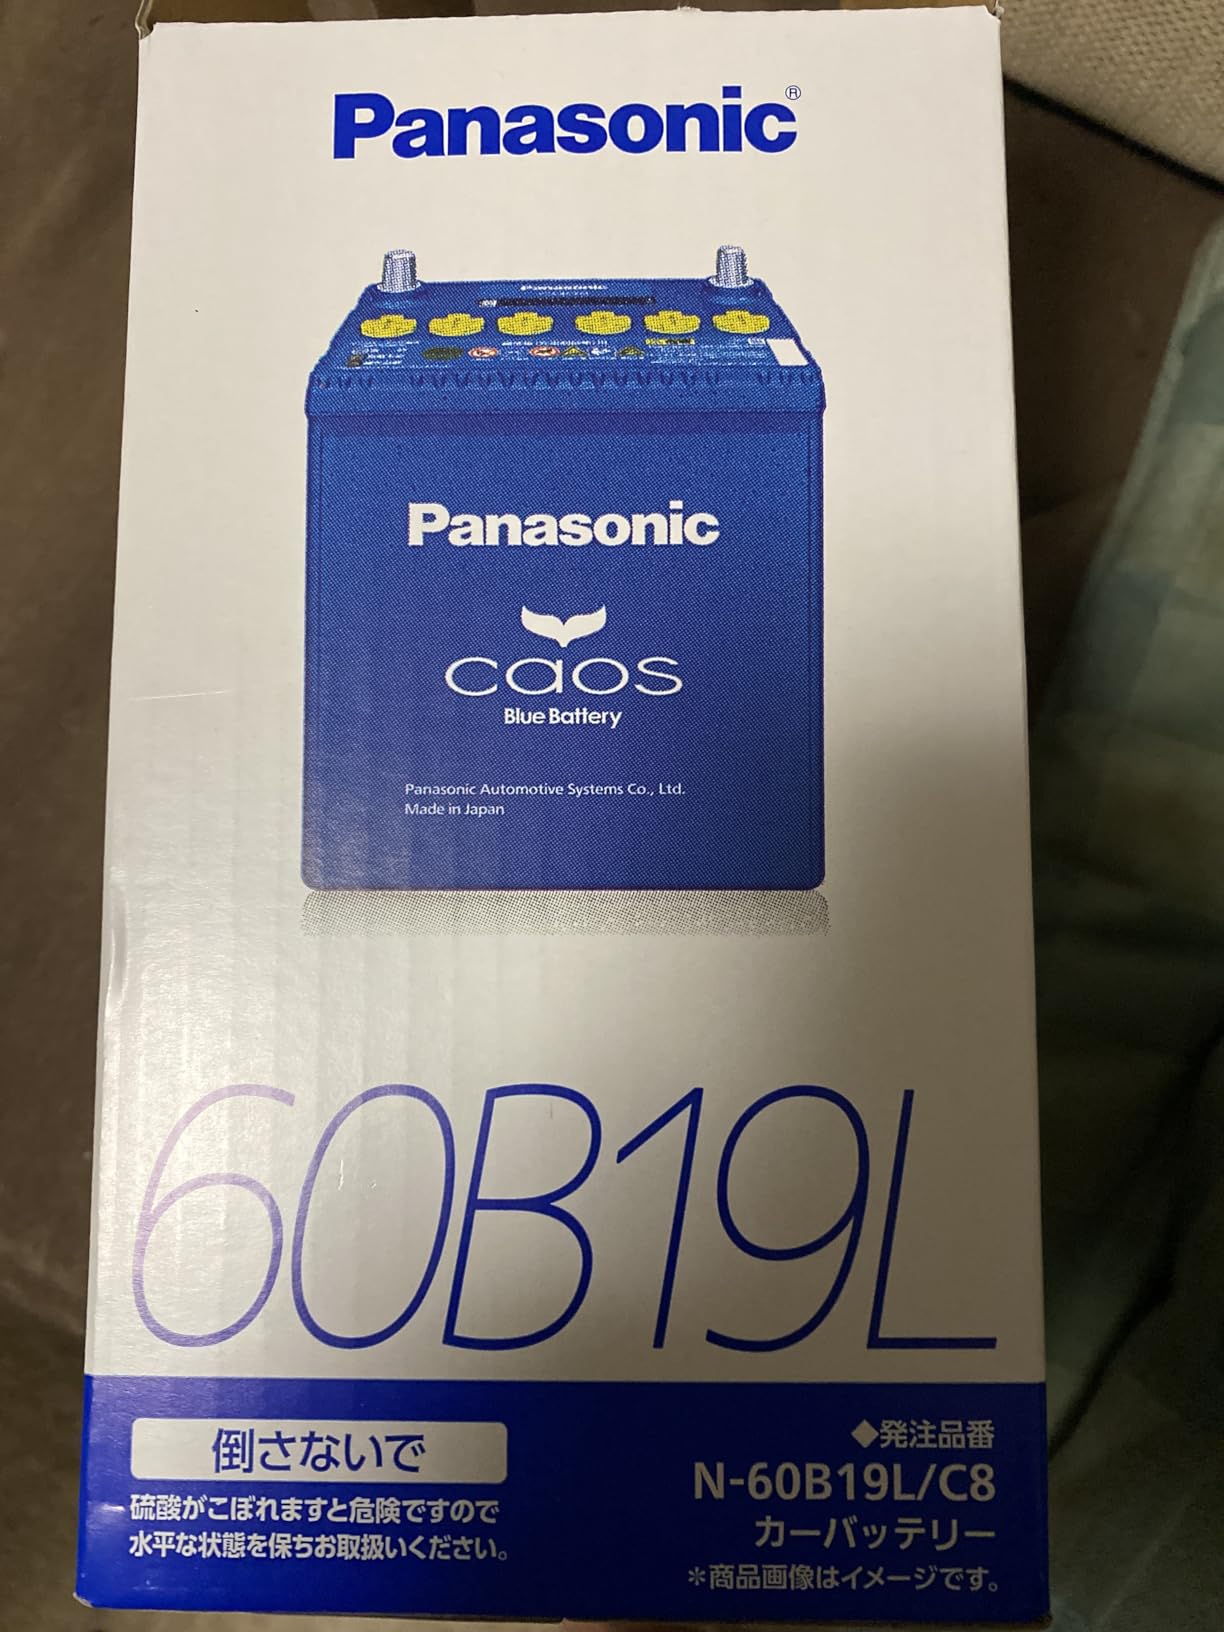 Panasonic®
Panasonic
Panasonic
caos
Blue Battery
Panasonic Automotive Systems Co., Ltd.
Made in Japan
60B19L
倒さないで
硫酸がこぼれますと危険ですので
水平な状態を保ちお取扱いください。
◆発注品番
N-60B19L/C8
カーバッテリー
*商品画像はイメージです。